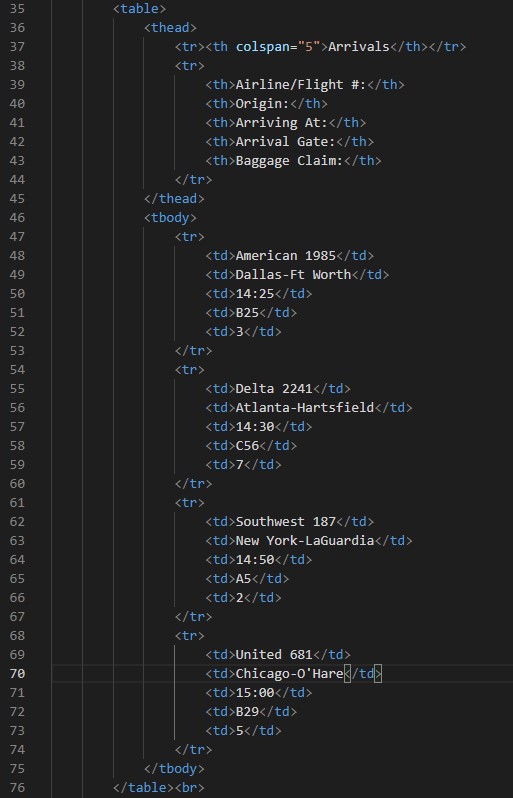 35 <table>
36 <thead>
37 <tr><th colspan="5">Arrivals</th></tr>
38 <tr>
39 <th>Airline/Flight #:</th>
40 <th>Origin:</th>
41 <th>Arriving At:</th>
42 <th>Arrival Gate:</th>
43 <th>Baggage Claim:</th>
44 </tr>
45 </thead>
46 <tbody>
47 <tr>
48 <td>American 1985</td>
49 <td>Dallas-Ft Worth</td>
50 <td>14:25</td>
51 <td>B25</td>
52 <td>3</td>
53 </tr>
54 <tr>
55 <td>Delta 2241</td>
56 <td>Atlanta-Hartsfield</td>
57 <td>14:30</td>
58 <td>C56</td>
59 <td>7</td>
60 </tr>
61 <tr>
62 <td>Southwest 187</td>
63 <td>New York-LaGuardia</td>
64 <td>14:50</td>
65 <td>A5</td>
66 <td>2</td>
67 </tr>
68 <tr>
69 <td>United 681</td>
70 <td>Chicago-O'Hare</td>
71 <td>15:00</td>
72 <td>B29</td>
73 <td>5</td>
74 </tr>
75 </tbody>
76 </table><br>